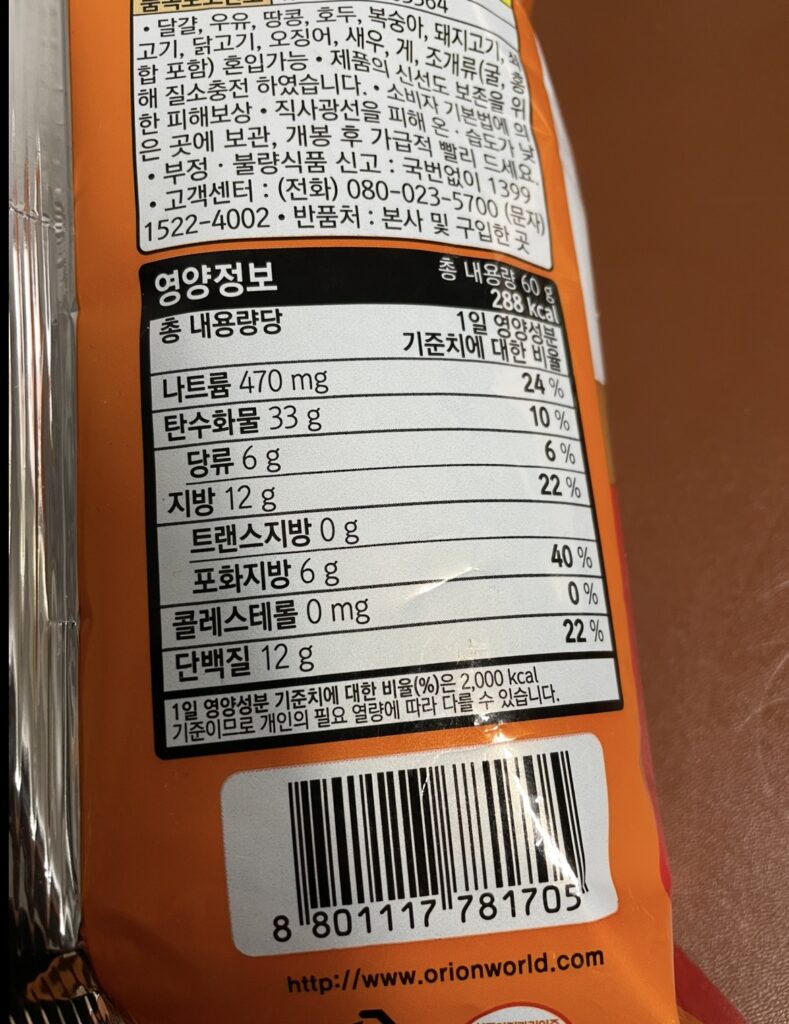 • 달걀, 우유, 땅콩, 호두, 복숭아, 돼지고기,
고기, 닭고기, 오징어, 새우, 게, 조개류(굴, 홍
합 포함) 혼입가능 • 제품의 신선도 보존을 위
해 질소충전 하였습니다. • 소비자 기본법에 의
한 피해보상 • 직사광선을 피해 온·습도가 낮
은 곳에 보관, 개봉 후 가급적 빨리 드세요.
• 부정·불량식품 신고 : 국번없이 1399
• 고객센터 : (전화) 080-023-5700 (문자)
1522-4002 • 반품처 : 본사 및 구입한 곳
영양정보
총 내용량 60 g
288 kcal
총 내용량당
1일 영양성분
기준치에 대한 비율
나트륨 470 mg 24 %
탄수화물 33 g 10 %
당류 6 g 6 %
지방 12 g 22 %
트랜스지방 0 g
포화지방 6 g 40 %
콜레스테롤 0 mg 0 %
단백질 12 g 22 %
1일 영양성분 기준치에 대한 비율(%)은 2,000 kcal
기준이므로 개인의 필요 열량에 따라 다를 수 있습니다.
8 801117 781705
http://www.orionworld.com